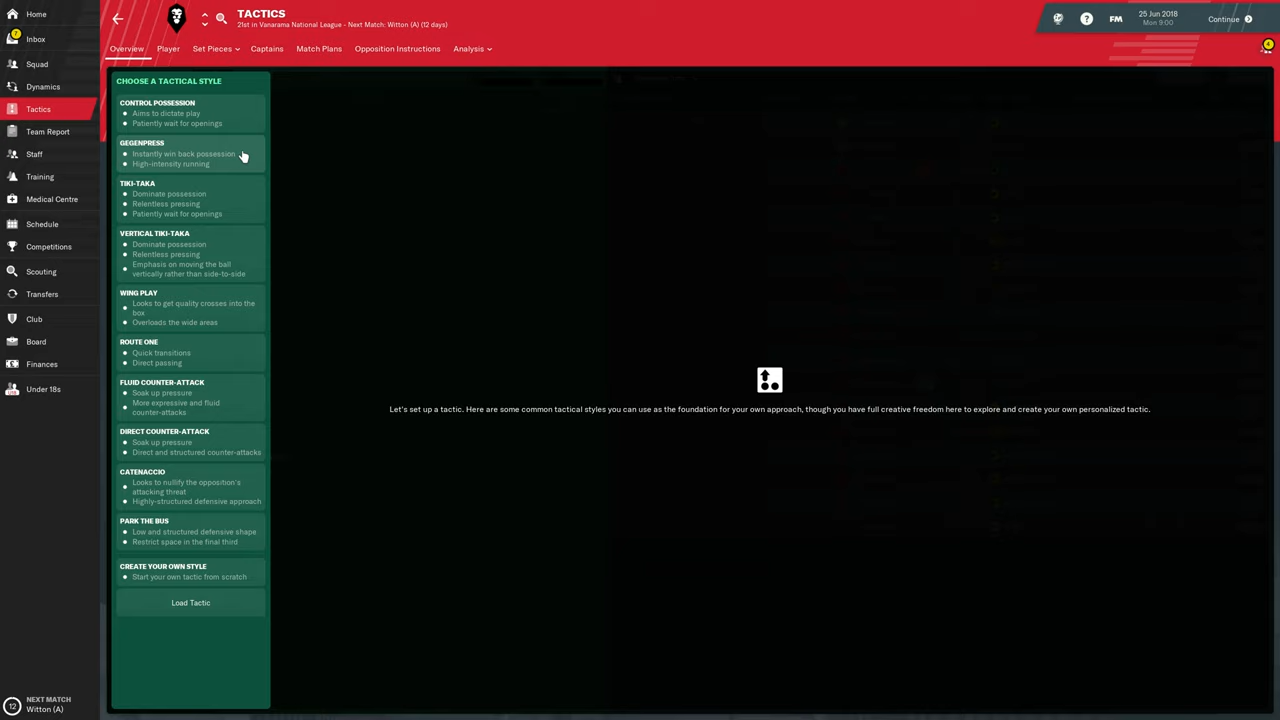 Home
7
Inbox
Squad
Dynamics
Tactics
Team Report
Staff
Training
Medical Centre
Schedule
Competitions
Scouting
Transfers
Club
Board
Finances
Under 18s
12
NEXT MATCH
Witton (A)
TACTICS
21st in Vanarama National League - Next Match: Witton (A) (12 days)
?
FM
25 Jun 2018
Mon 9:00
Continue
Overview
Player
Set Pieces
Captains
Match Plans
Opposition Instructions
Analysis
4
CHOOSE A TACTICAL STYLE
CONTROL POSSESSION
Aims to dictate play
Patiently wait for openings
GEGENPRESS
Instantly win back possession
High-intensity running
TIKI-TAKA
Dominate possession
Relentless pressing
Patiently wait for openings
VERTICAL TIKI-TAKA
Dominate possession
Relentless pressing
Emphasis on moving the ball
vertically rather than side-to-side
WING PLAY
Looks to get quality crosses into the
box
Overloads the wide areas
ROUTE ONE
Quick transitions
Direct passing
FLUID COUNTER-ATTACK
Soak up pressure
More expressive and fluid
counter-attacks
DIRECT COUNTER-ATTACK
Soak up pressure
Direct and structured counter-attacks
CATENACCIO
Looks to nullify the opposition's
attacking threat
Highly-structured defensive approach
PARK THE BUS
Low and structured defensive shape
Restrict space in the final third
CREATE YOUR OWN STYLE
Start your own tactic from scratch
Load Tactic
Let's set up a tactic. Here are some common tactical styles you can use as the foundation for your own approach, though you have full creative freedom here to explore and create your own personalized tactic.